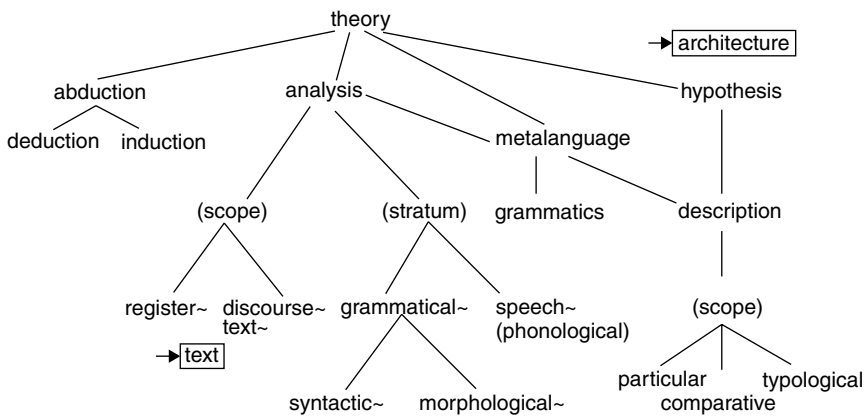 theory
→ architecture
abduction
analysis
hypothesis
deduction
induction
metalanguage
(scope)
(stratum)
grammatics
description
register~
discourse~
text~
grammatical~
speech~
(phonological)
(scope)
→ text
particular
comparative
typological
syntactic~
morphological~